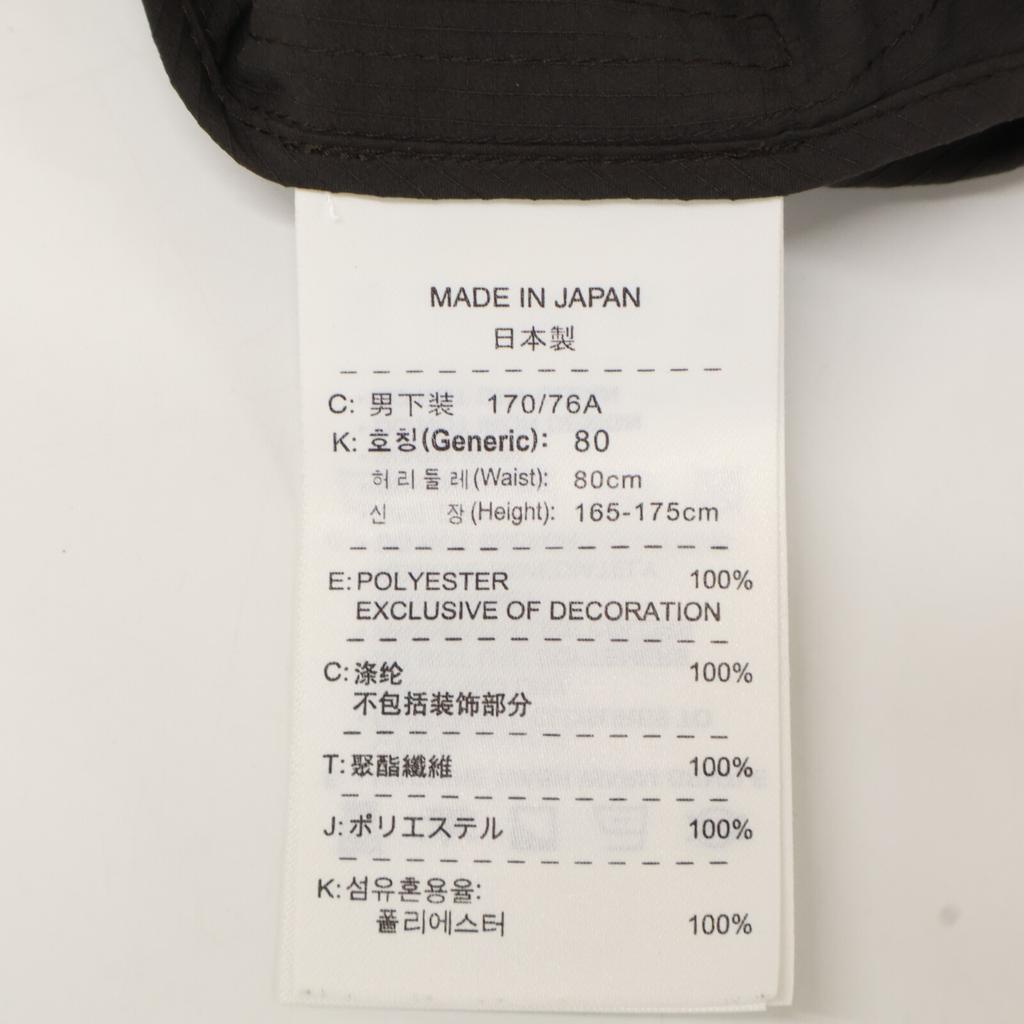 MADE IN JAPAN
日本製
C: 男下装 170/76A
K: 호칭(Generic): 80
허리둘레(Waist): 80cm
신 장(Height): 165-175cm
E: POLYESTER 100%
EXCLUSIVE OF DECORATION
C: 涤纶 100%
不包括装饰部分
T: 聚酯纖維 100%
J: ポリエステル 100%
K: 섬유혼용율:
폴리에스터 100%